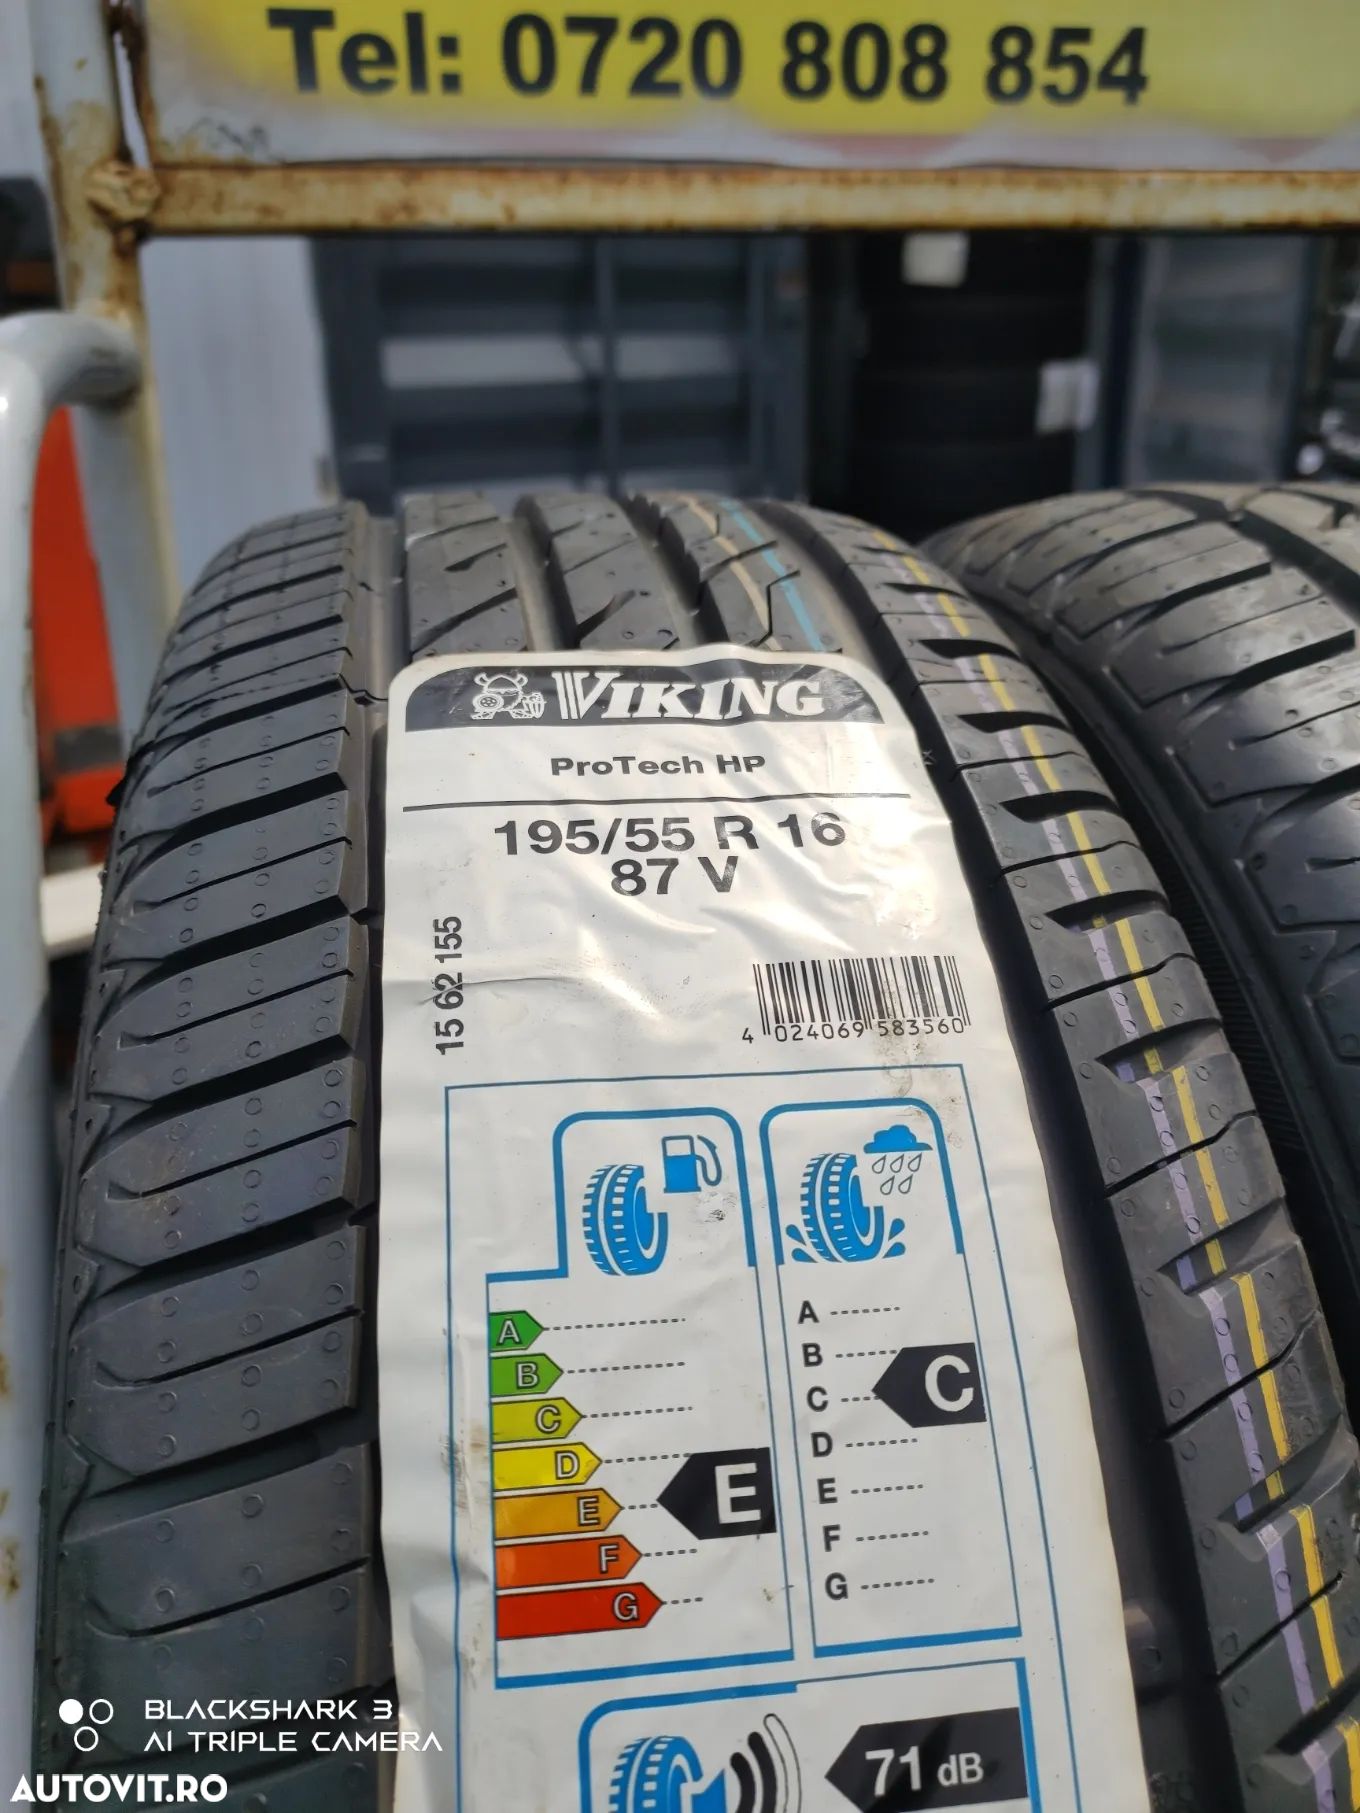 Tel: 0720 808 854
VIKING
ProTech HP
195/55 R 16
87 V
15 62 155
4 024069 583560
A
B
C
D
E
F
G
E
A
B
C
D
E
F
G
C
71 dB
BLACKSHARK 3
AI TRIPLE CAMERA
AUTOVIT.RO